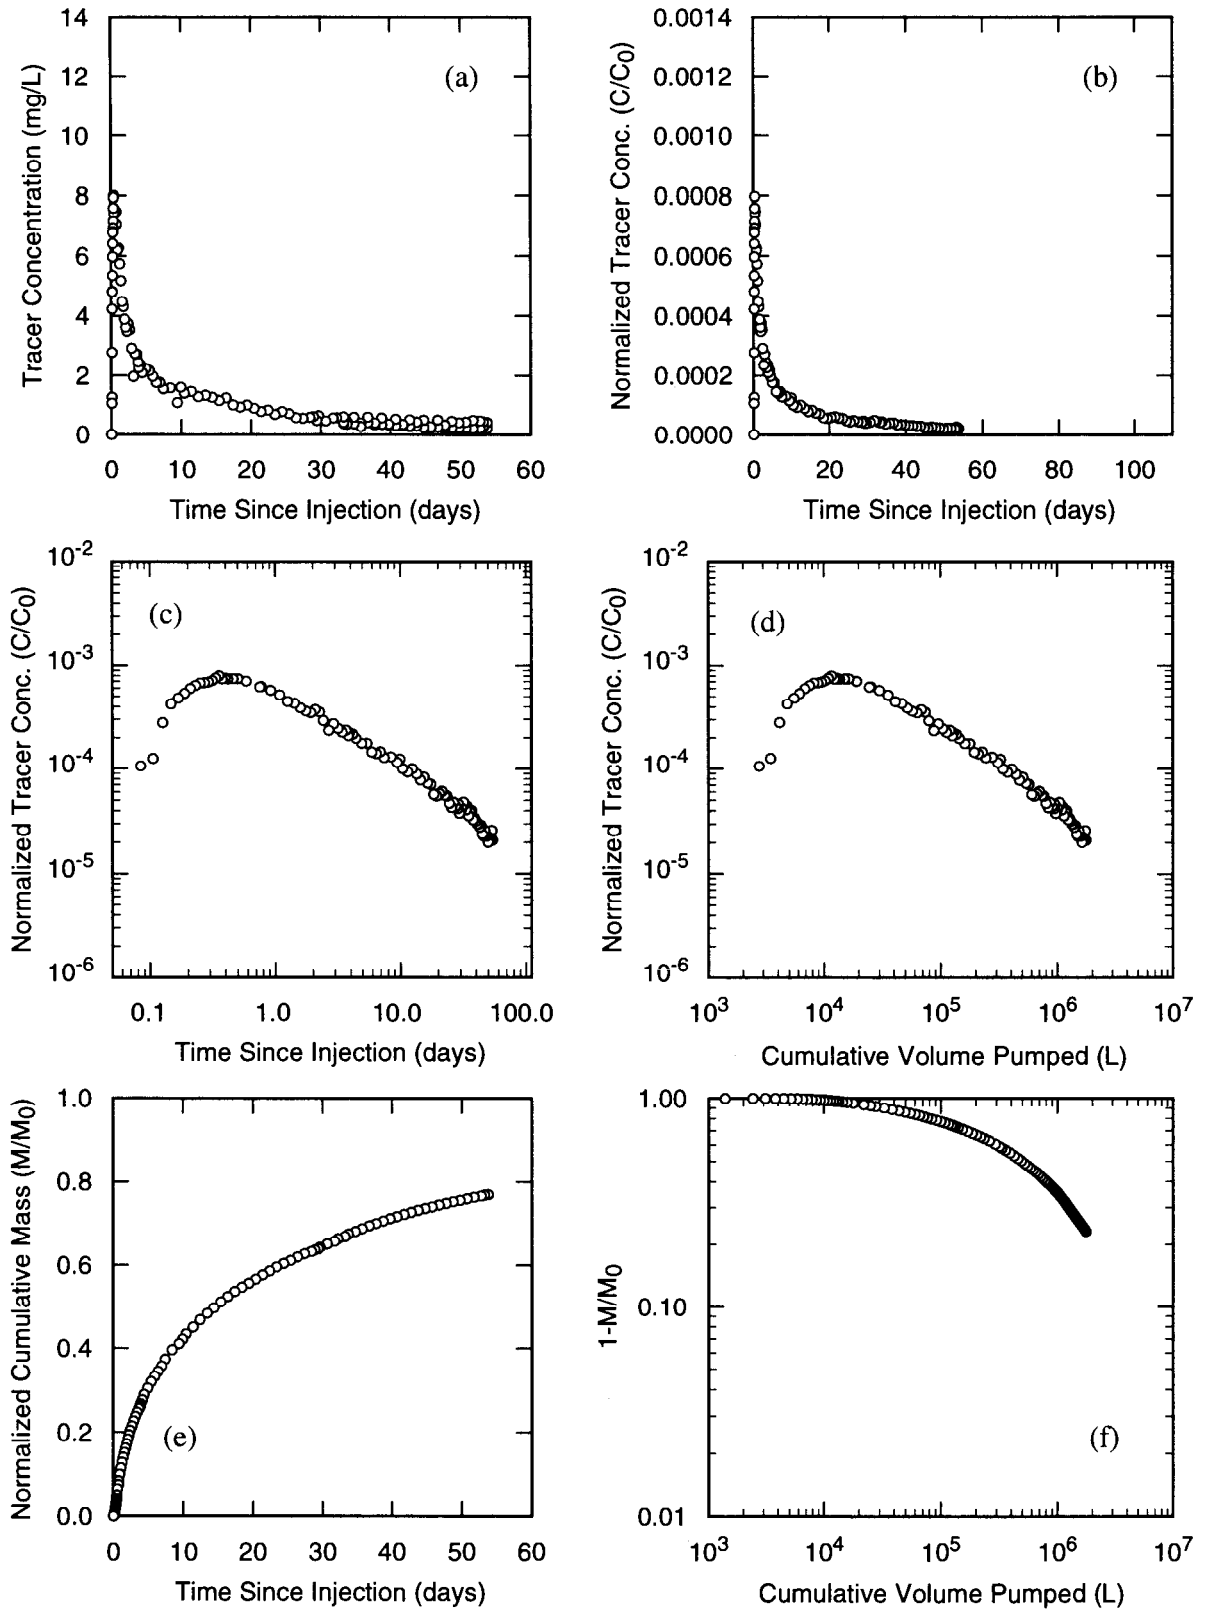 14
12
10
8
6
4
2
0
Tracer Concentration (mg/L)
(a)
0 10 20 30 40 50 60
Time Since Injection (days)
0.0014
0.0012
0.0010
0.0008
0.0006
0.0004
0.0002
0.0000
Normalized Tracer Conc. (C/C0)
(b)
0 20 40 60 80 100
Time Since Injection (days)
10-2
10-3
10-4
10-5
10-6
Normalized Tracer Conc. (C/C0)
(c)
0.1 1.0 10.0 100.0
Time Since Injection (days)
10-2
10-3
10-4
10-5
10-6
Normalized Tracer Conc. (C/C0)
(d)
103 104 105 106 107
Cumulative Volume Pumped (L)
1.0
0.8
0.6
0.4
0.2
0.0
Normalized Cumulative Mass (M/M0)
(e)
0 10 20 30 40 50 60
Time Since Injection (days)
1.00
0.10
0.01
1-M/M0
(f)
103 104 105 106 107
Cumulative Volume Pumped (L)